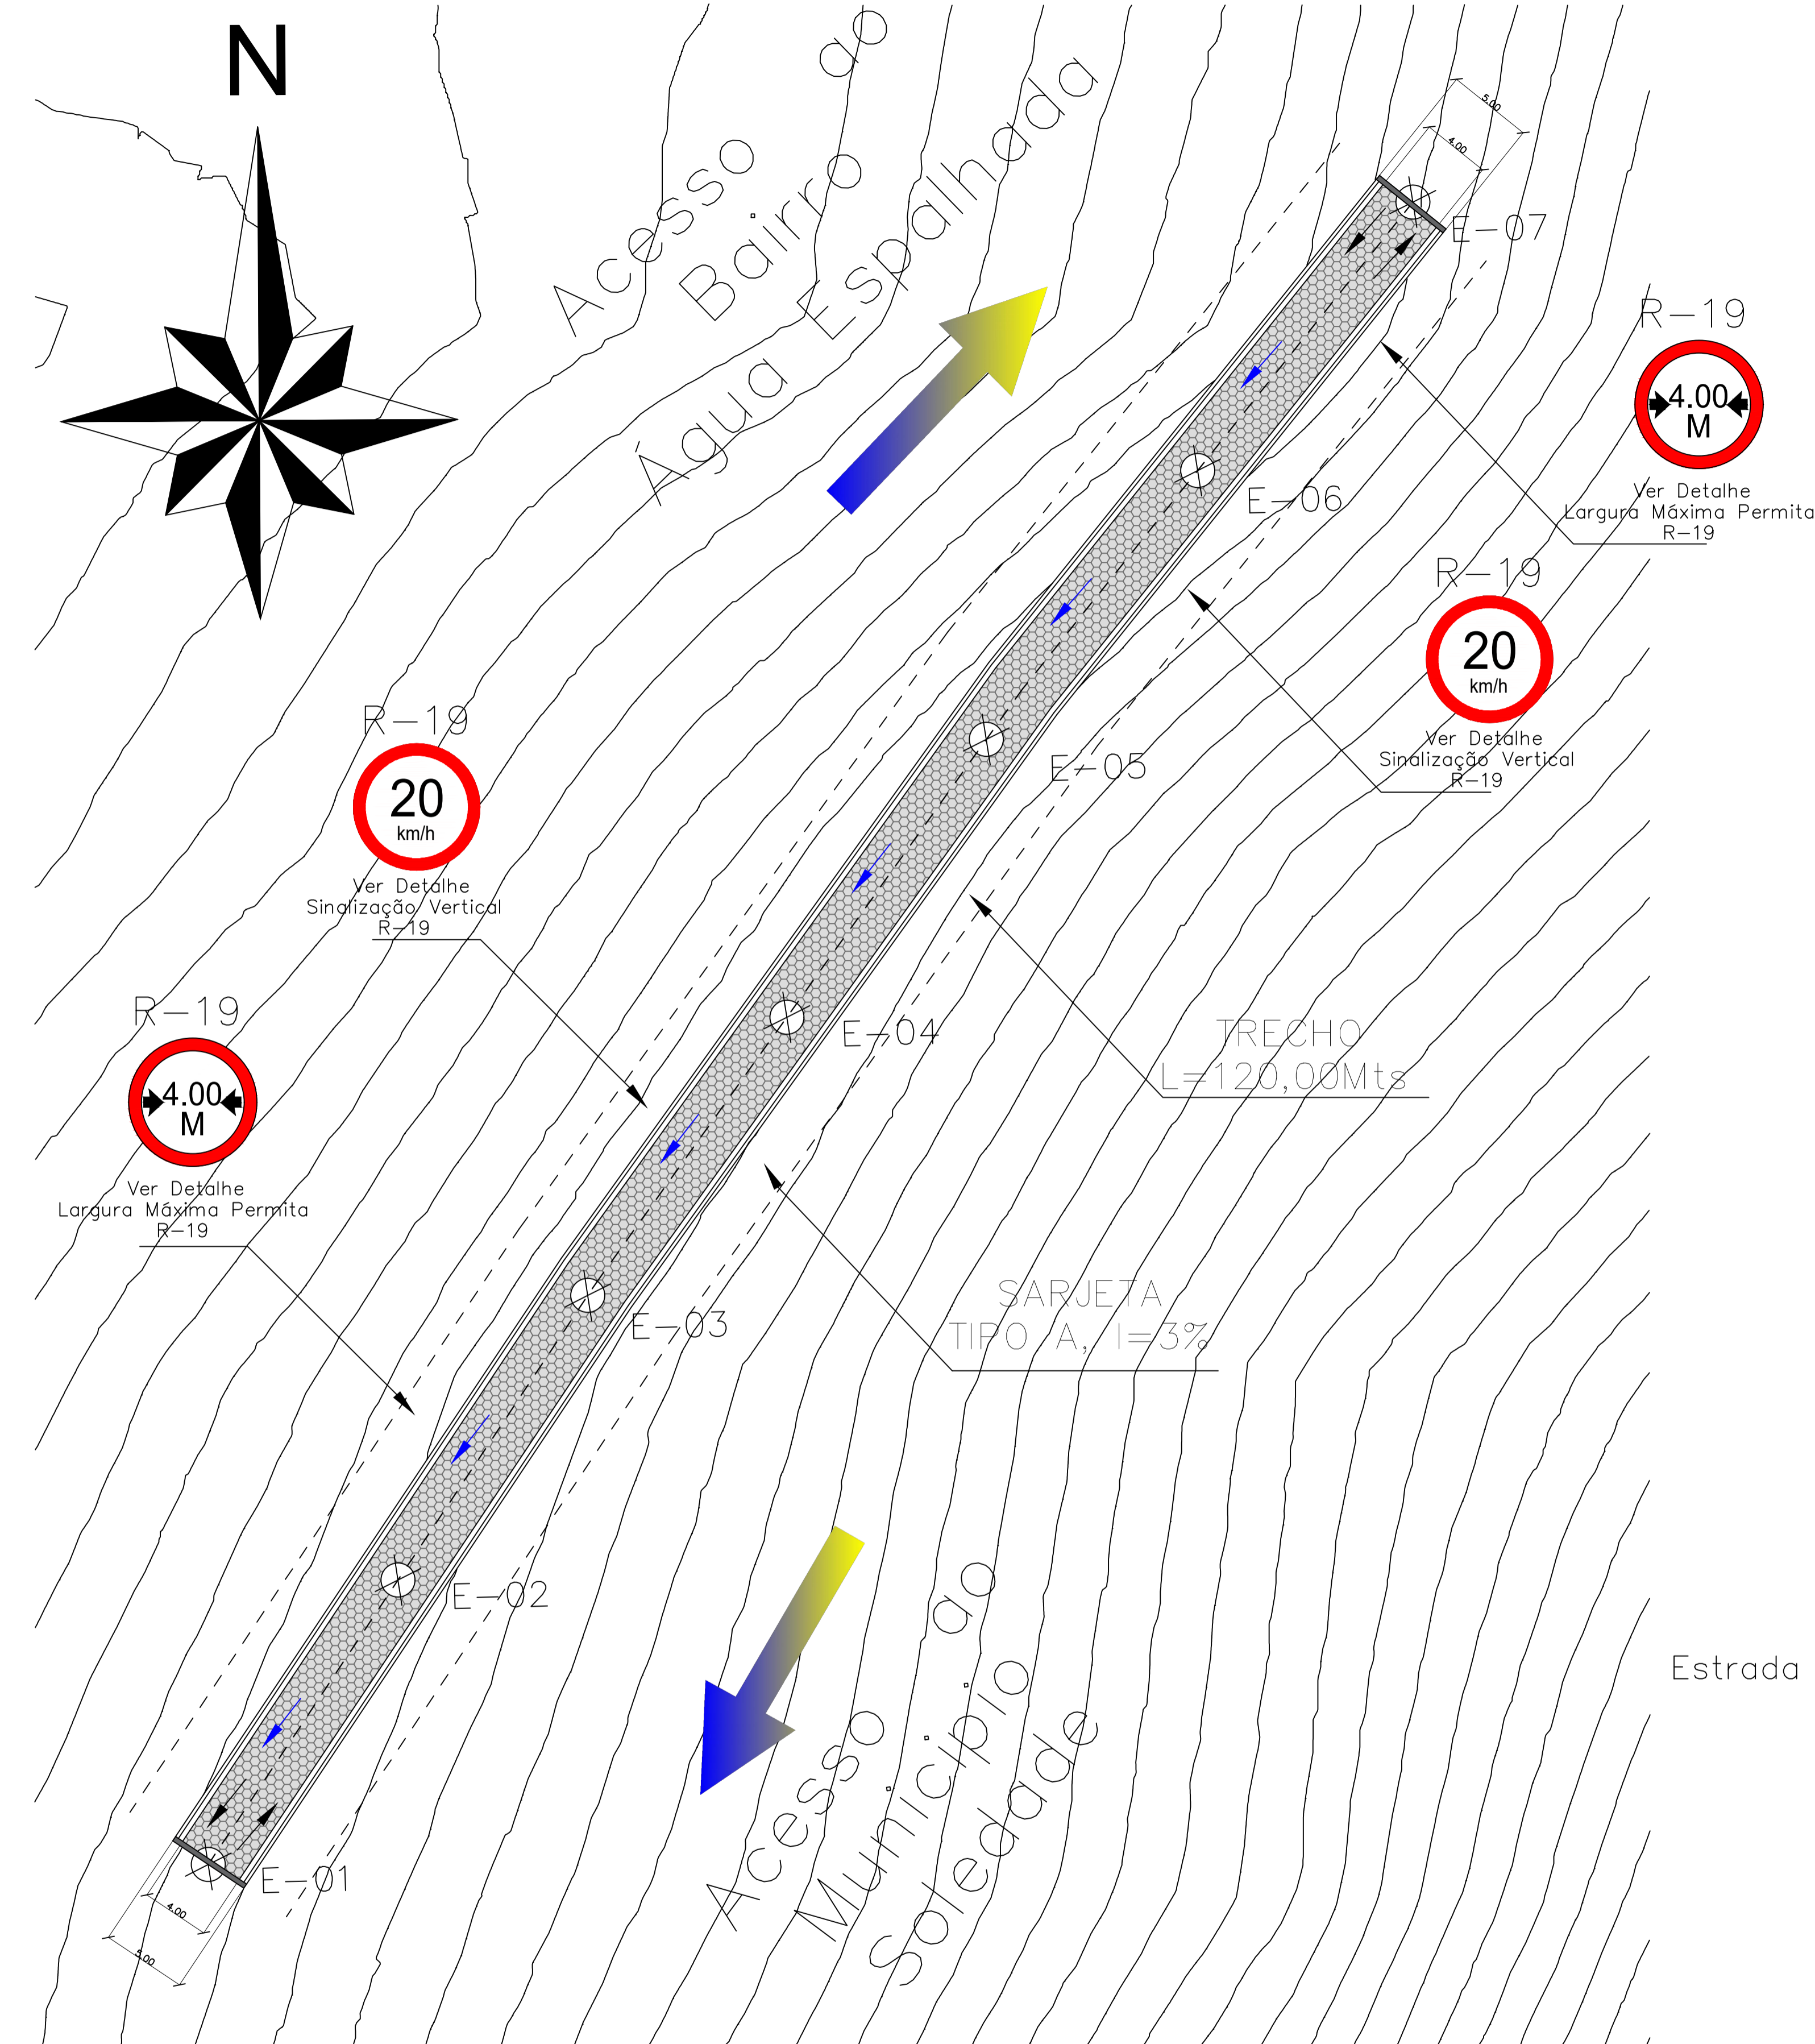 N
Acesso ao
Bairro
Água Espalhada
5.00
4.00
E-07
R-19
4.00
M
Ver Detalhe
Largura Máxima Permita
R-19
E-06
R-19
20
km/h
Ver Detalhe
Sinalização Vertical
R-19
E-05
R-19
20
km/h
Ver Detalhe
Sinalização Vertical
R-19
E-04
TRECHO
L=120,00Mts
R-19
4.00
M
Ver Detalhe
Largura Máxima Permita
R-19
E-03
SARJETA
TIPO A, I=3%
E-02
Acesso ao
Município
Soledade
Estrada
E-01
4.00
5.00